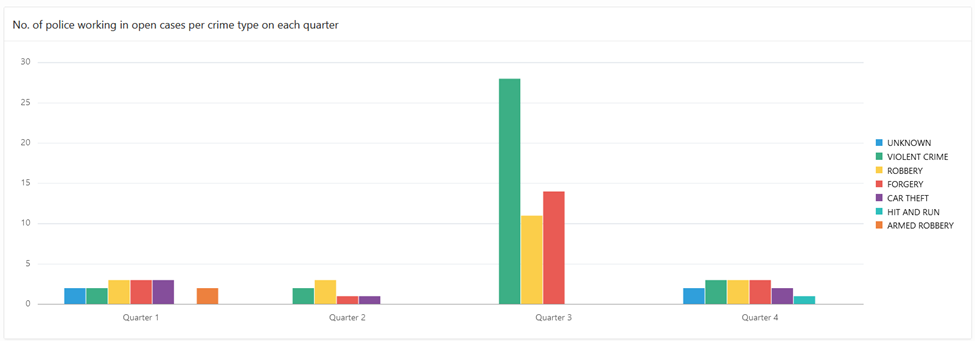 No. of police working in open cases per crime type on each quarter
30
25
20
15
10
5
0
Quarter 1
Quarter 2
Quarter 3
Quarter 4
UNKNOWN
VIOLENT CRIME
ROBBERY
FORGERY
CAR THEFT
HIT AND RUN
ARMED ROBBERY